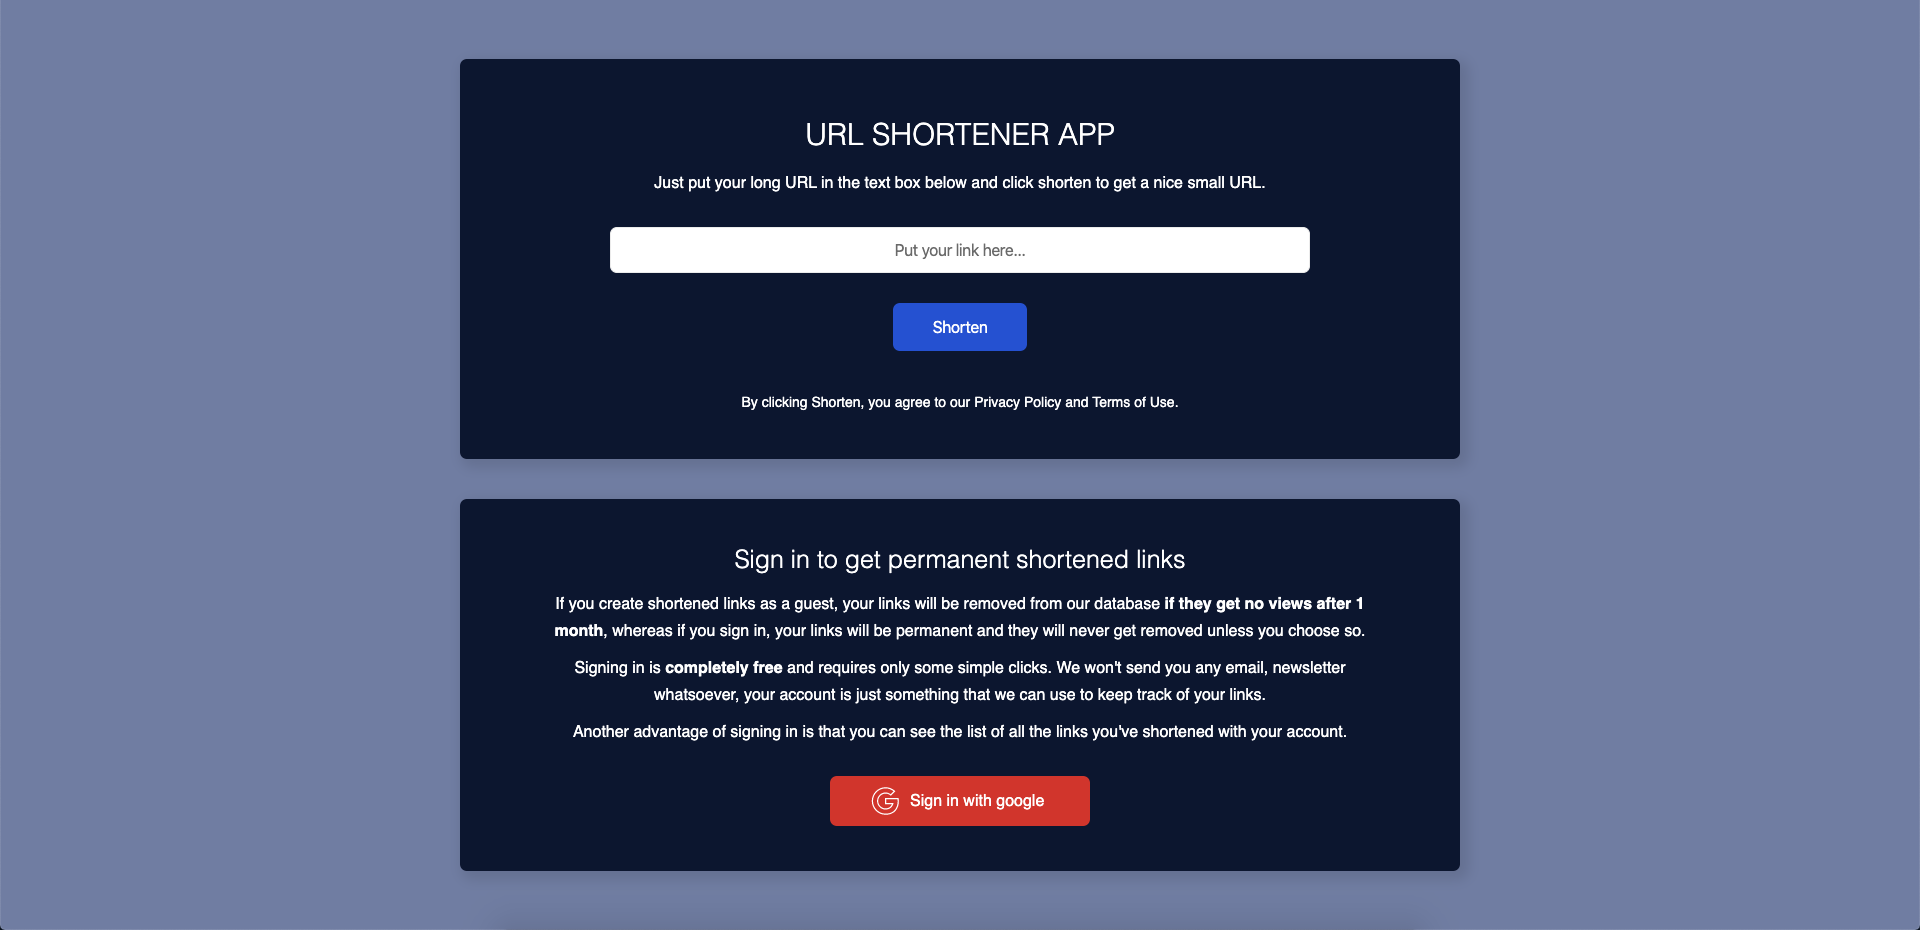 URL SHORTENER APP
Just put your long URL in the text box below and click shorten to get a nice small URL.
Put your link here...
Shorten
By clicking Shorten, you agree to our Privacy Policy and Terms of Use.
Sign in to get permanent shortened links
If you create shortened links as a guest, your links will be removed from our database if they get no views after 1
month, whereas if you sign in, your links will be permanent and they will never get removed unless you choose so.
Signing in is completely free and requires only some simple clicks. We won't send you any email, newsletter
whatsoever, your account is just something that we can use to keep track of your links.
Another advantage of signing in is that you can see the list of all the links you've shortened with your account.
Sign in with google